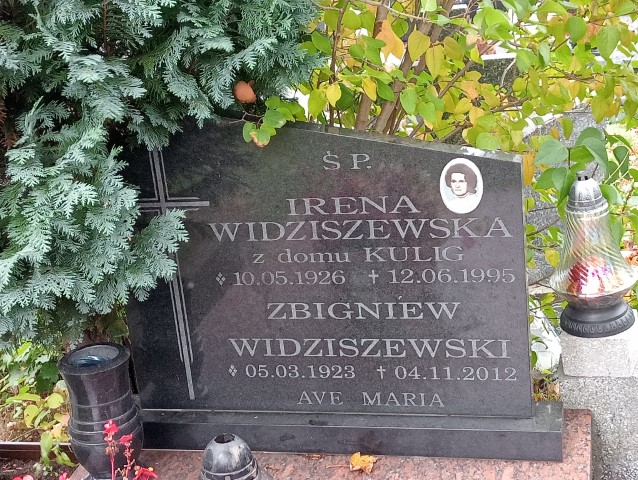 Ś P.
IRENA
WIDZISZEWSKA
z domu KULIG
10.05.1926 † 12.06.1995
ZBIGNIEW
WIDZISZEWSKI
05.03.1923 † 04.11.2012
AVE MARIA